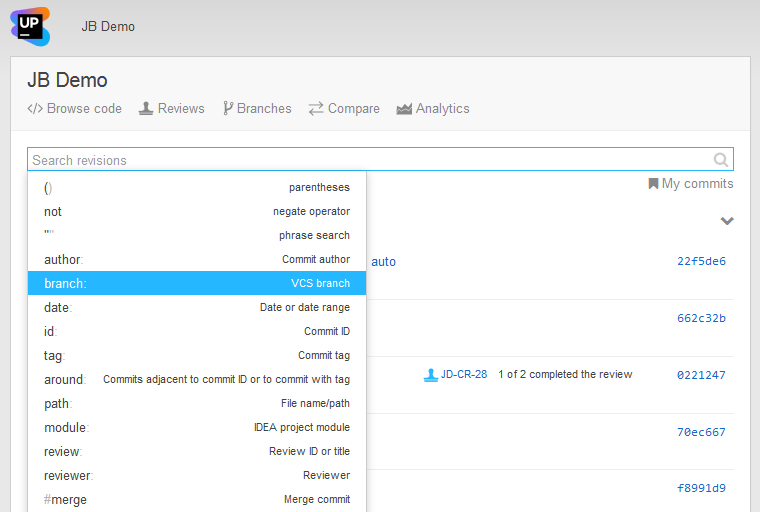 UP
JB Demo
JB Demo
</> Browse code Reviews Branches Compare Analytics
Search revisions
My commits
() parentheses
not negate operator
"" phrase search
author: Commit author
auto 22f5de6
branch: VCS branch
date: Date or date range
662c32b
id: Commit ID
tag: Commit tag
around: Commits adjacent to commit ID or to commit with tag
JD-CR-28 1 of 2 completed the review 0221247
path: File name/path
module: IDEA project module
70ec667
review: Review ID or title
reviewer: Reviewer
f8991d9
#merge Merge commit